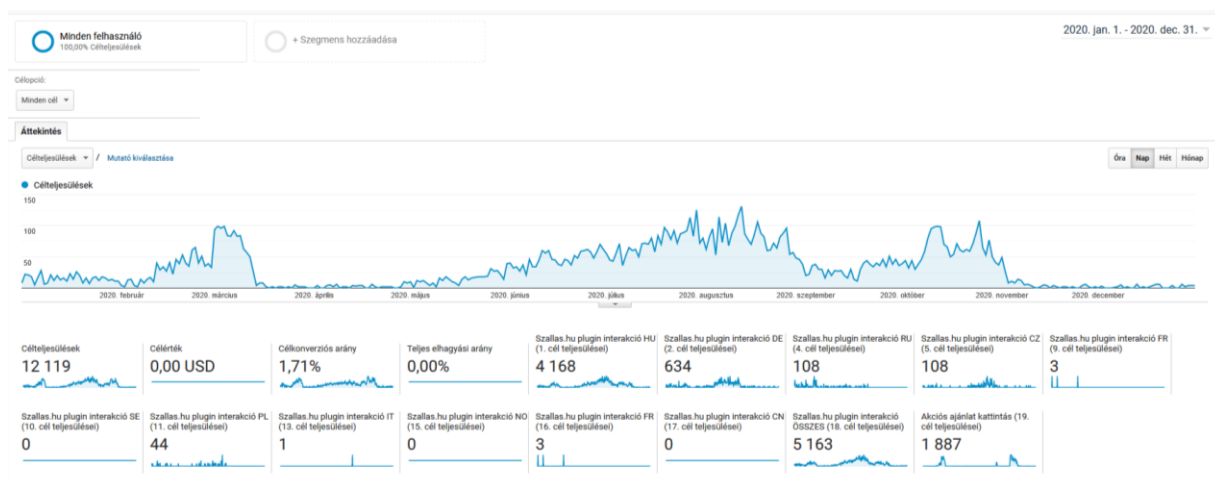 Minden felhasználó
100,00% Célteljesülések
+ Szegmens hozzáadása
2020. jan. 1. - 2020. dec. 31.
Célopció:
Minden cél
Áttekintés
Célteljesülések / Mutató kiválasztása
Óra Nap Hét Hónap
Célteljesülések
150
100
50
2020. február 2020. március 2020. április 2020. május 2020. június 2020. július 2020. augusztus 2020. szeptember 2020. október 2020. november 2020. december
Célteljesülések
12 119
Célérték
0,00 USD
Célkonverziós arány
1,71%
Teljes elhagyási arány
0,00%
Szallas.hu plugin interakció HU
(1. cél teljesülései)
4 168
Szallas.hu plugin interakció DE
(2. cél teljesülései)
634
Szallas.hu plugin interakció RU
(4. cél teljesülései)
108
Szallas.hu plugin interakció CZ
(5. cél teljesülései)
108
Szallas.hu plugin interakció FR
(9. cél teljesülései)
3
Szallas.hu plugin interakció SE
(10. cél teljesülései)
0
Szallas.hu plugin interakció PL
(11. cél teljesülései)
44
Szallas.hu plugin interakció IT
(13. cél teljesülései)
1
Szallas.hu plugin interakció NO
(15. cél teljesülései)
0
Szallas.hu plugin interakció FR
(16. cél teljesülései)
3
Szallas.hu plugin interakció CN
(17. cél teljesülései)
0
Szallas.hu plugin interakció
ÖSSZES (18. cél teljesülései)
5 163
Akciós ajánlat kattintás (19.
cél teljesülései)
1 887